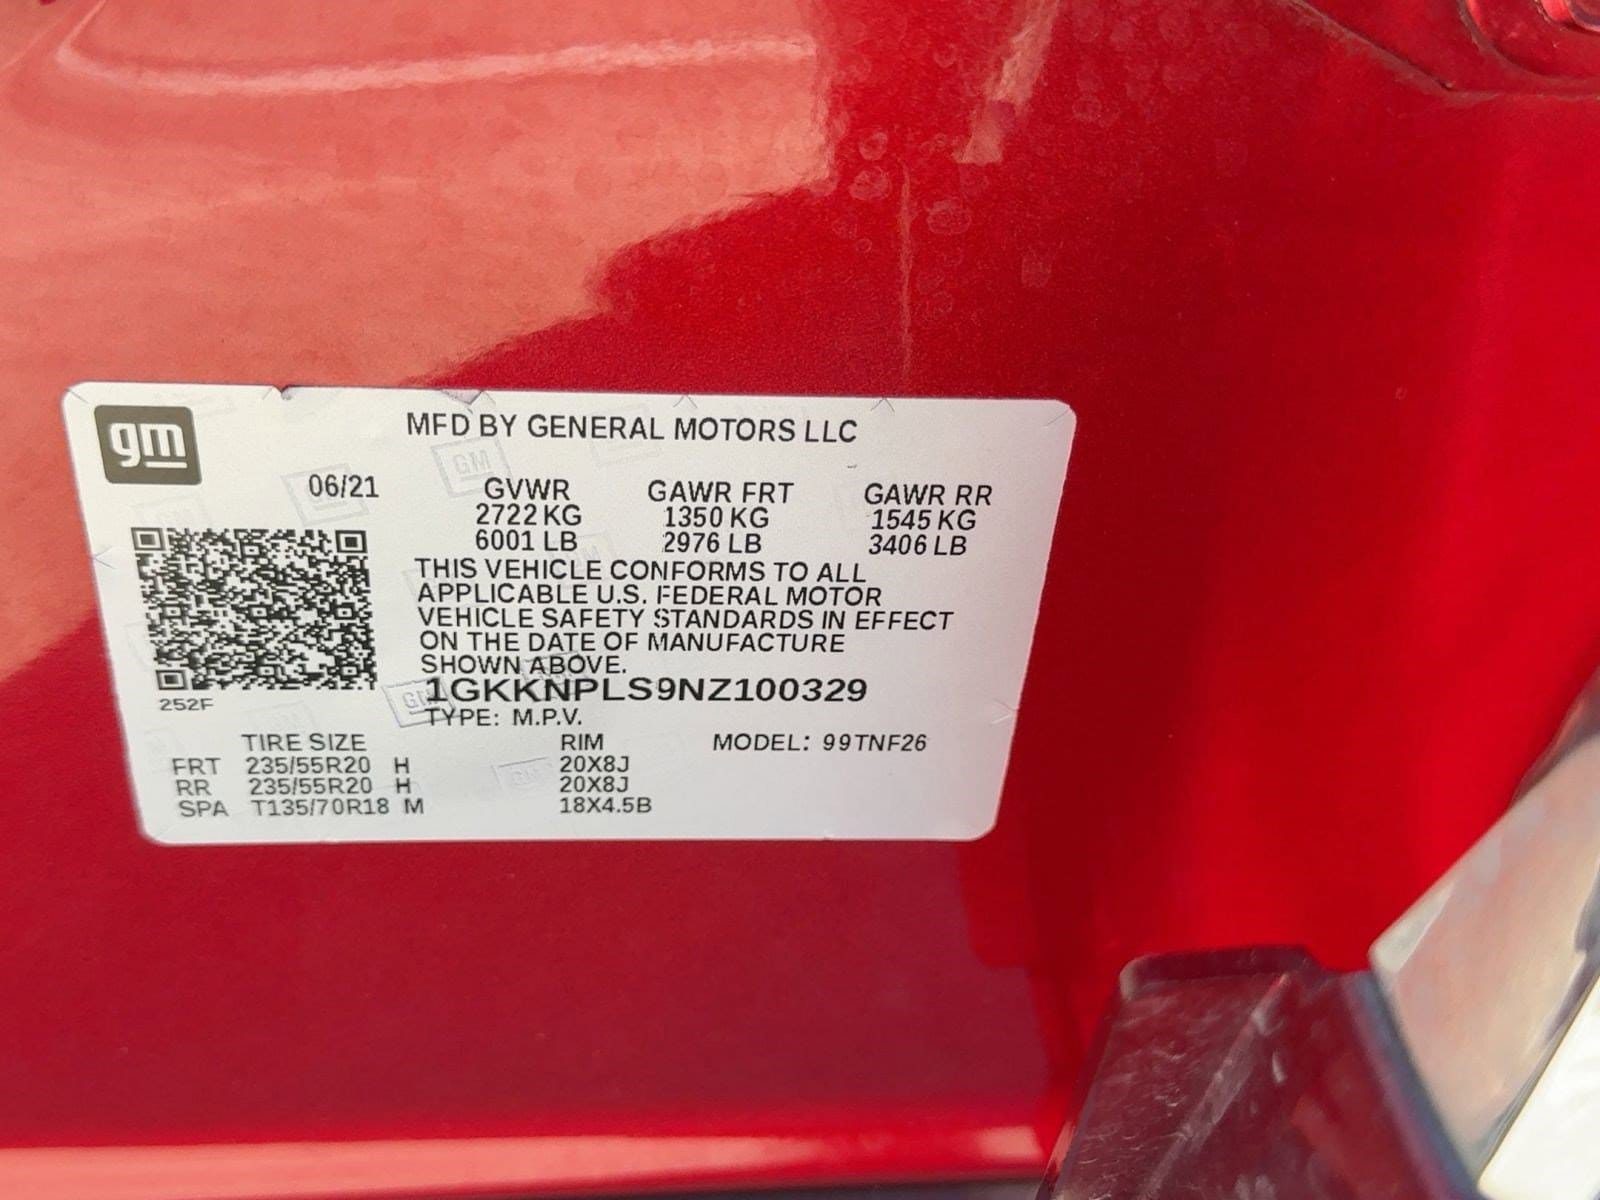 gm
MFD BY GENERAL MOTORS LLC
06/21 GVWR GAWR FRT GAWR RR
2722 KG 1350 KG 1545 KG
6001 LB 2976 LB 3406 LB
THIS VEHICLE CONFORMS TO ALL
APPLICABLE U.S. FEDERAL MOTOR
VEHICLE SAFETY STANDARDS IN EFFECT
ON THE DATE OF MANUFACTURE
SHOWN ABOVE.
252F
1GKKNPLS9NZ100329
TYPE: M.P.V.
TIRE SIZE RIM MODEL: 99TNF26
FRT 235/55R20 H 20X8J
RR 235/55R20 H 20X8J
SPA T135/70R18 M 18X4.5B